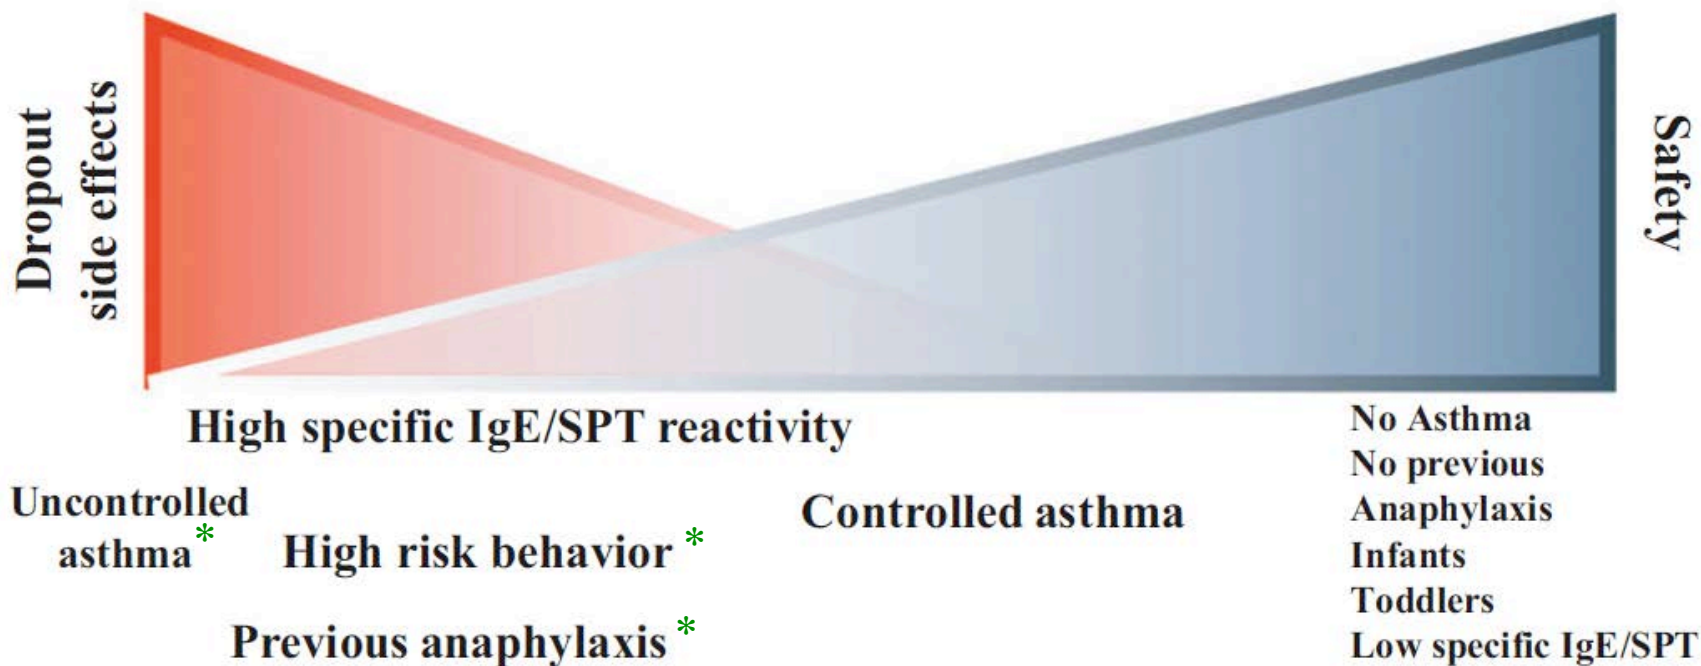 Dropout
side effects
Safety
High specific IgE/SPT reactivity
Uncontrolled
asthma*
High risk behavior *
Previous anaphylaxis *
Controlled asthma
No Asthma
No previous
Anaphylaxis
Infants
Toddlers
Low specific IgE/SPT